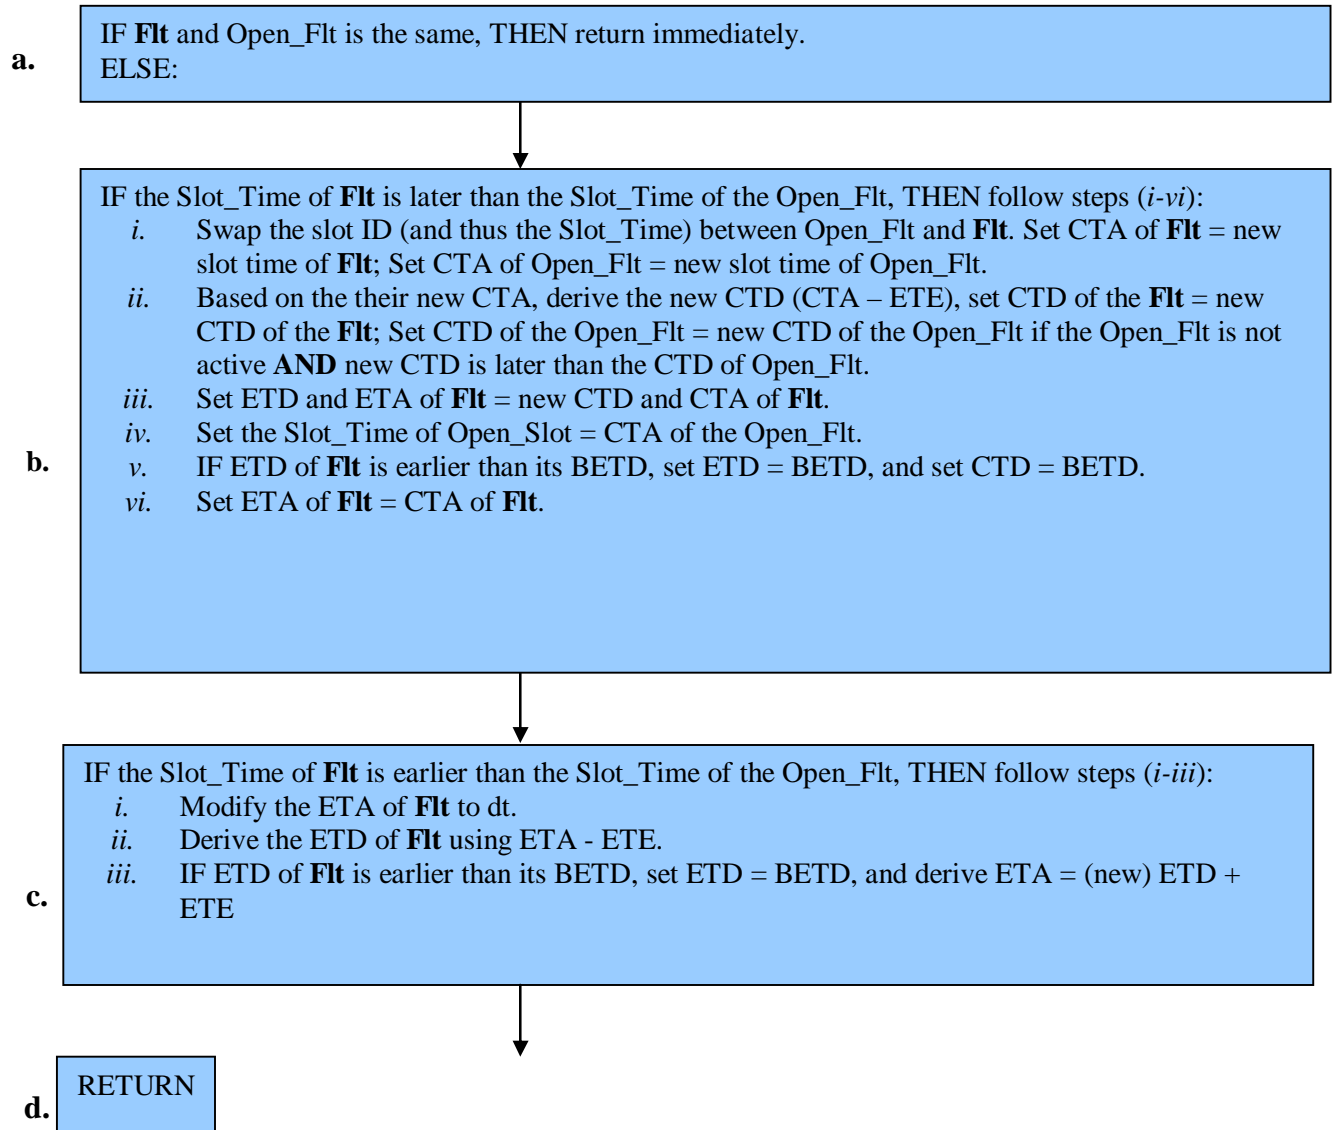 a.
IF Flt and Open_Flt is the same, THEN return immediately.
ELSE:
b.
IF the Slot_Time of Flt is later than the Slot_Time of the Open_Flt, THEN follow steps (i-vi):
i. Swap the slot ID (and thus the Slot_Time) between Open_Flt and Flt. Set CTA of Flt = new
slot time of Flt; Set CTA of Open_Flt = new slot time of Open_Flt.
ii. Based on the their new CTA, derive the new CTD (CTA – ETE), set CTD of the Flt = new
CTD of the Flt; Set CTD of the Open_Flt = new CTD of the Open_Flt if the Open_Flt is not
active AND new CTD is later than the CTD of Open_Flt.
iii. Set ETD and ETA of Flt = new CTD and CTA of Flt.
iv. Set the Slot_Time of Open_Slot = CTA of the Open_Flt.
v. IF ETD of Flt is earlier than its BETD, set ETD = BETD, and set CTD = BETD.
vi. Set ETA of Flt = CTA of Flt.
c.
IF the Slot_Time of Flt is earlier than the Slot_Time of the Open_Flt, THEN follow steps (i-iii):
i. Modify the ETA of Flt to dt.
ii. Derive the ETD of Flt using ETA - ETE.
iii. IF ETD of Flt is earlier than its BETD, set ETD = BETD, and derive ETA = (new) ETD +
ETE
d.
RETURN